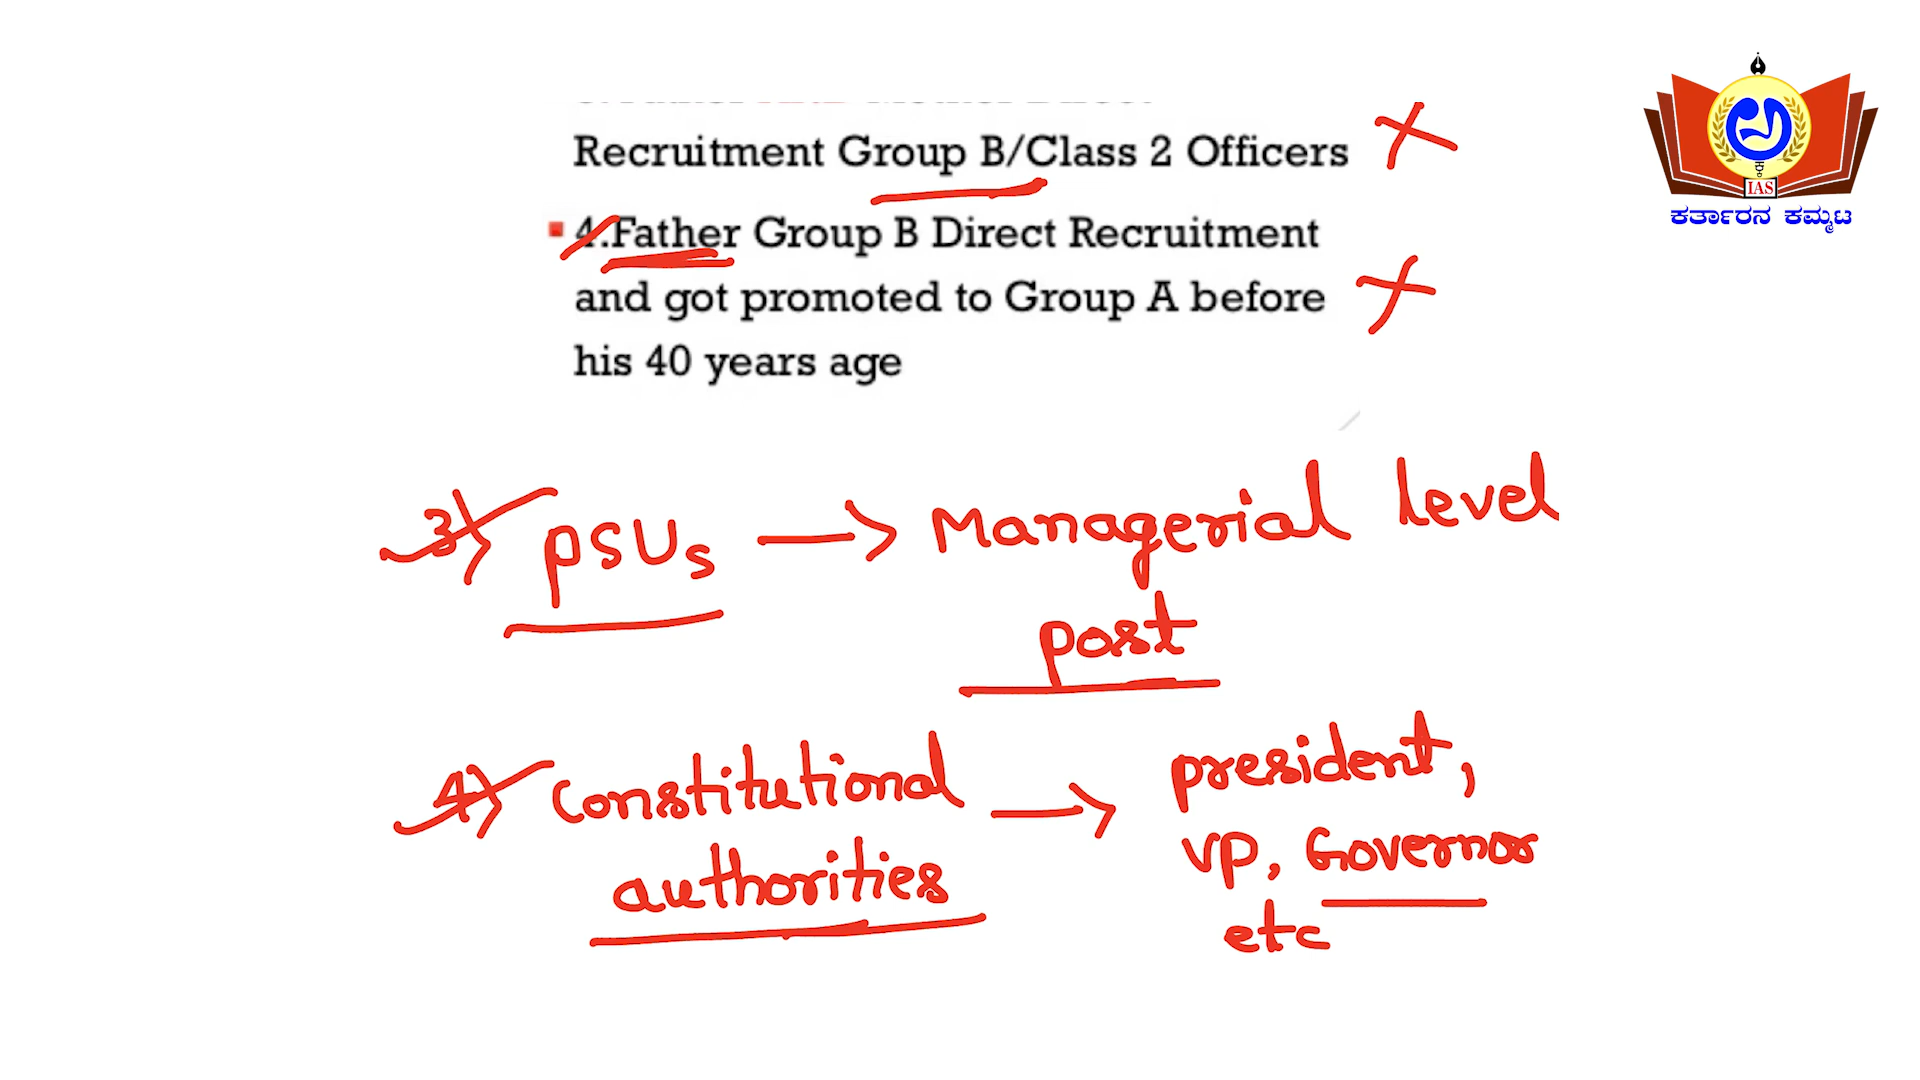 Recruitment Group B/Class 2 Officers
4.Father Group B Direct Recruitment
and got promoted to Group A before
his 40 years age
3) PSUs → Managerial level
post
4) Constitutional → president,
authorities
VP, Governor
etc
IAS
ಕರ್ತಾರನ ಕಮ್ಮಟ